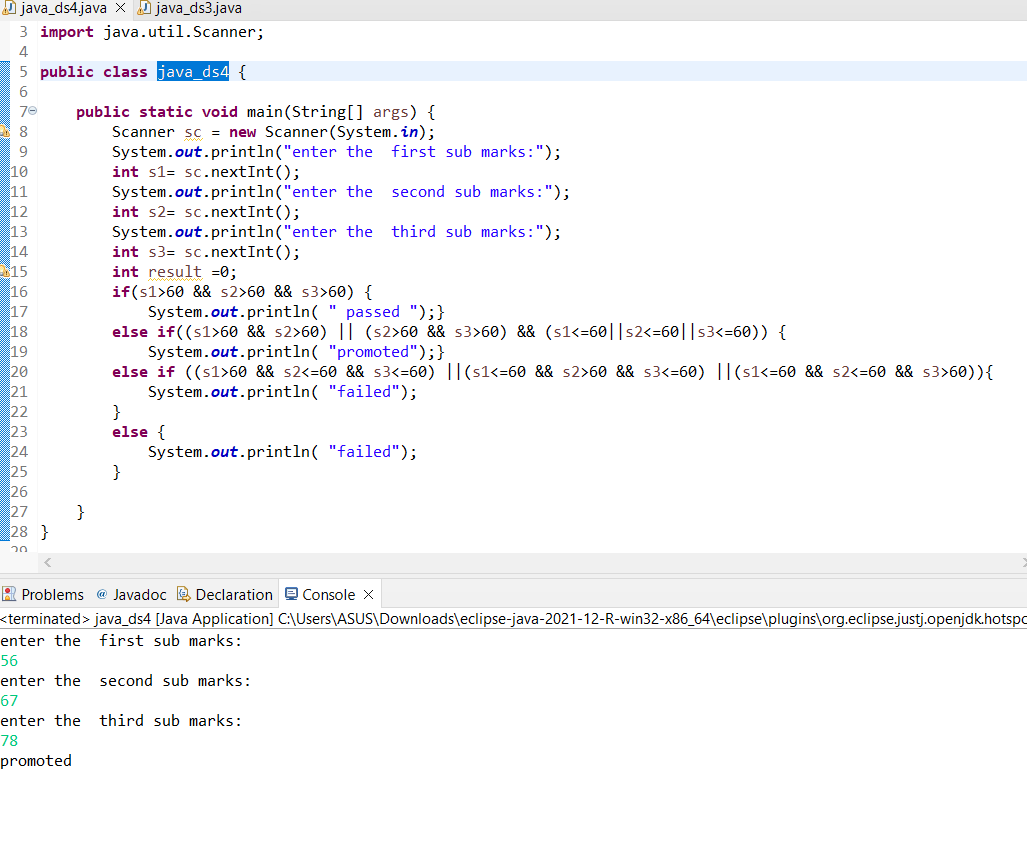 java_ds4.java java_ds3.java
3 import java.util.Scanner;
4
5 public class java_ds4 {
6
7 public static void main(String[] args) {
8 Scanner sc = new Scanner(System.in);
9 System.out.println("enter the  first sub marks:");
10 int s1= sc.nextInt();
11 System.out.println("enter the  second sub marks:");
12 int s2= sc.nextInt();
13 System.out.println("enter the  third sub marks:");
14 int s3= sc.nextInt();
15 int result =0;
16 if(s1>60 && s2>60 && s3>60) {
17 System.out.println( " passed ");}
18 else if((s1>60 && s2>60) || (s2>60 && s3>60) && (s1<=60||s2<=60||s3<=60)) {
19 System.out.println( "promoted");}
20 else if ((s1>60 && s2<=60 && s3<=60) ||(s1<=60 && s2>60 && s3<=60) ||(s1<=60 && s2<=60 && s3>60)){
21 System.out.println( "failed");
22 }
23 else {
24 System.out.println( "failed");
25 }
26
27 }
28 }
29
Problems @ Javadoc Declaration Console
<terminated> java_ds4 [Java Application] C:\Users\ASUS\Downloads\eclipse-java-2021-12-R-win32-x86_64\eclipse\plugins\org.eclipse.justj.openjdk.hotspo
enter the  first sub marks:
56
enter the  second sub marks:
67
enter the  third sub marks:
78
promoted